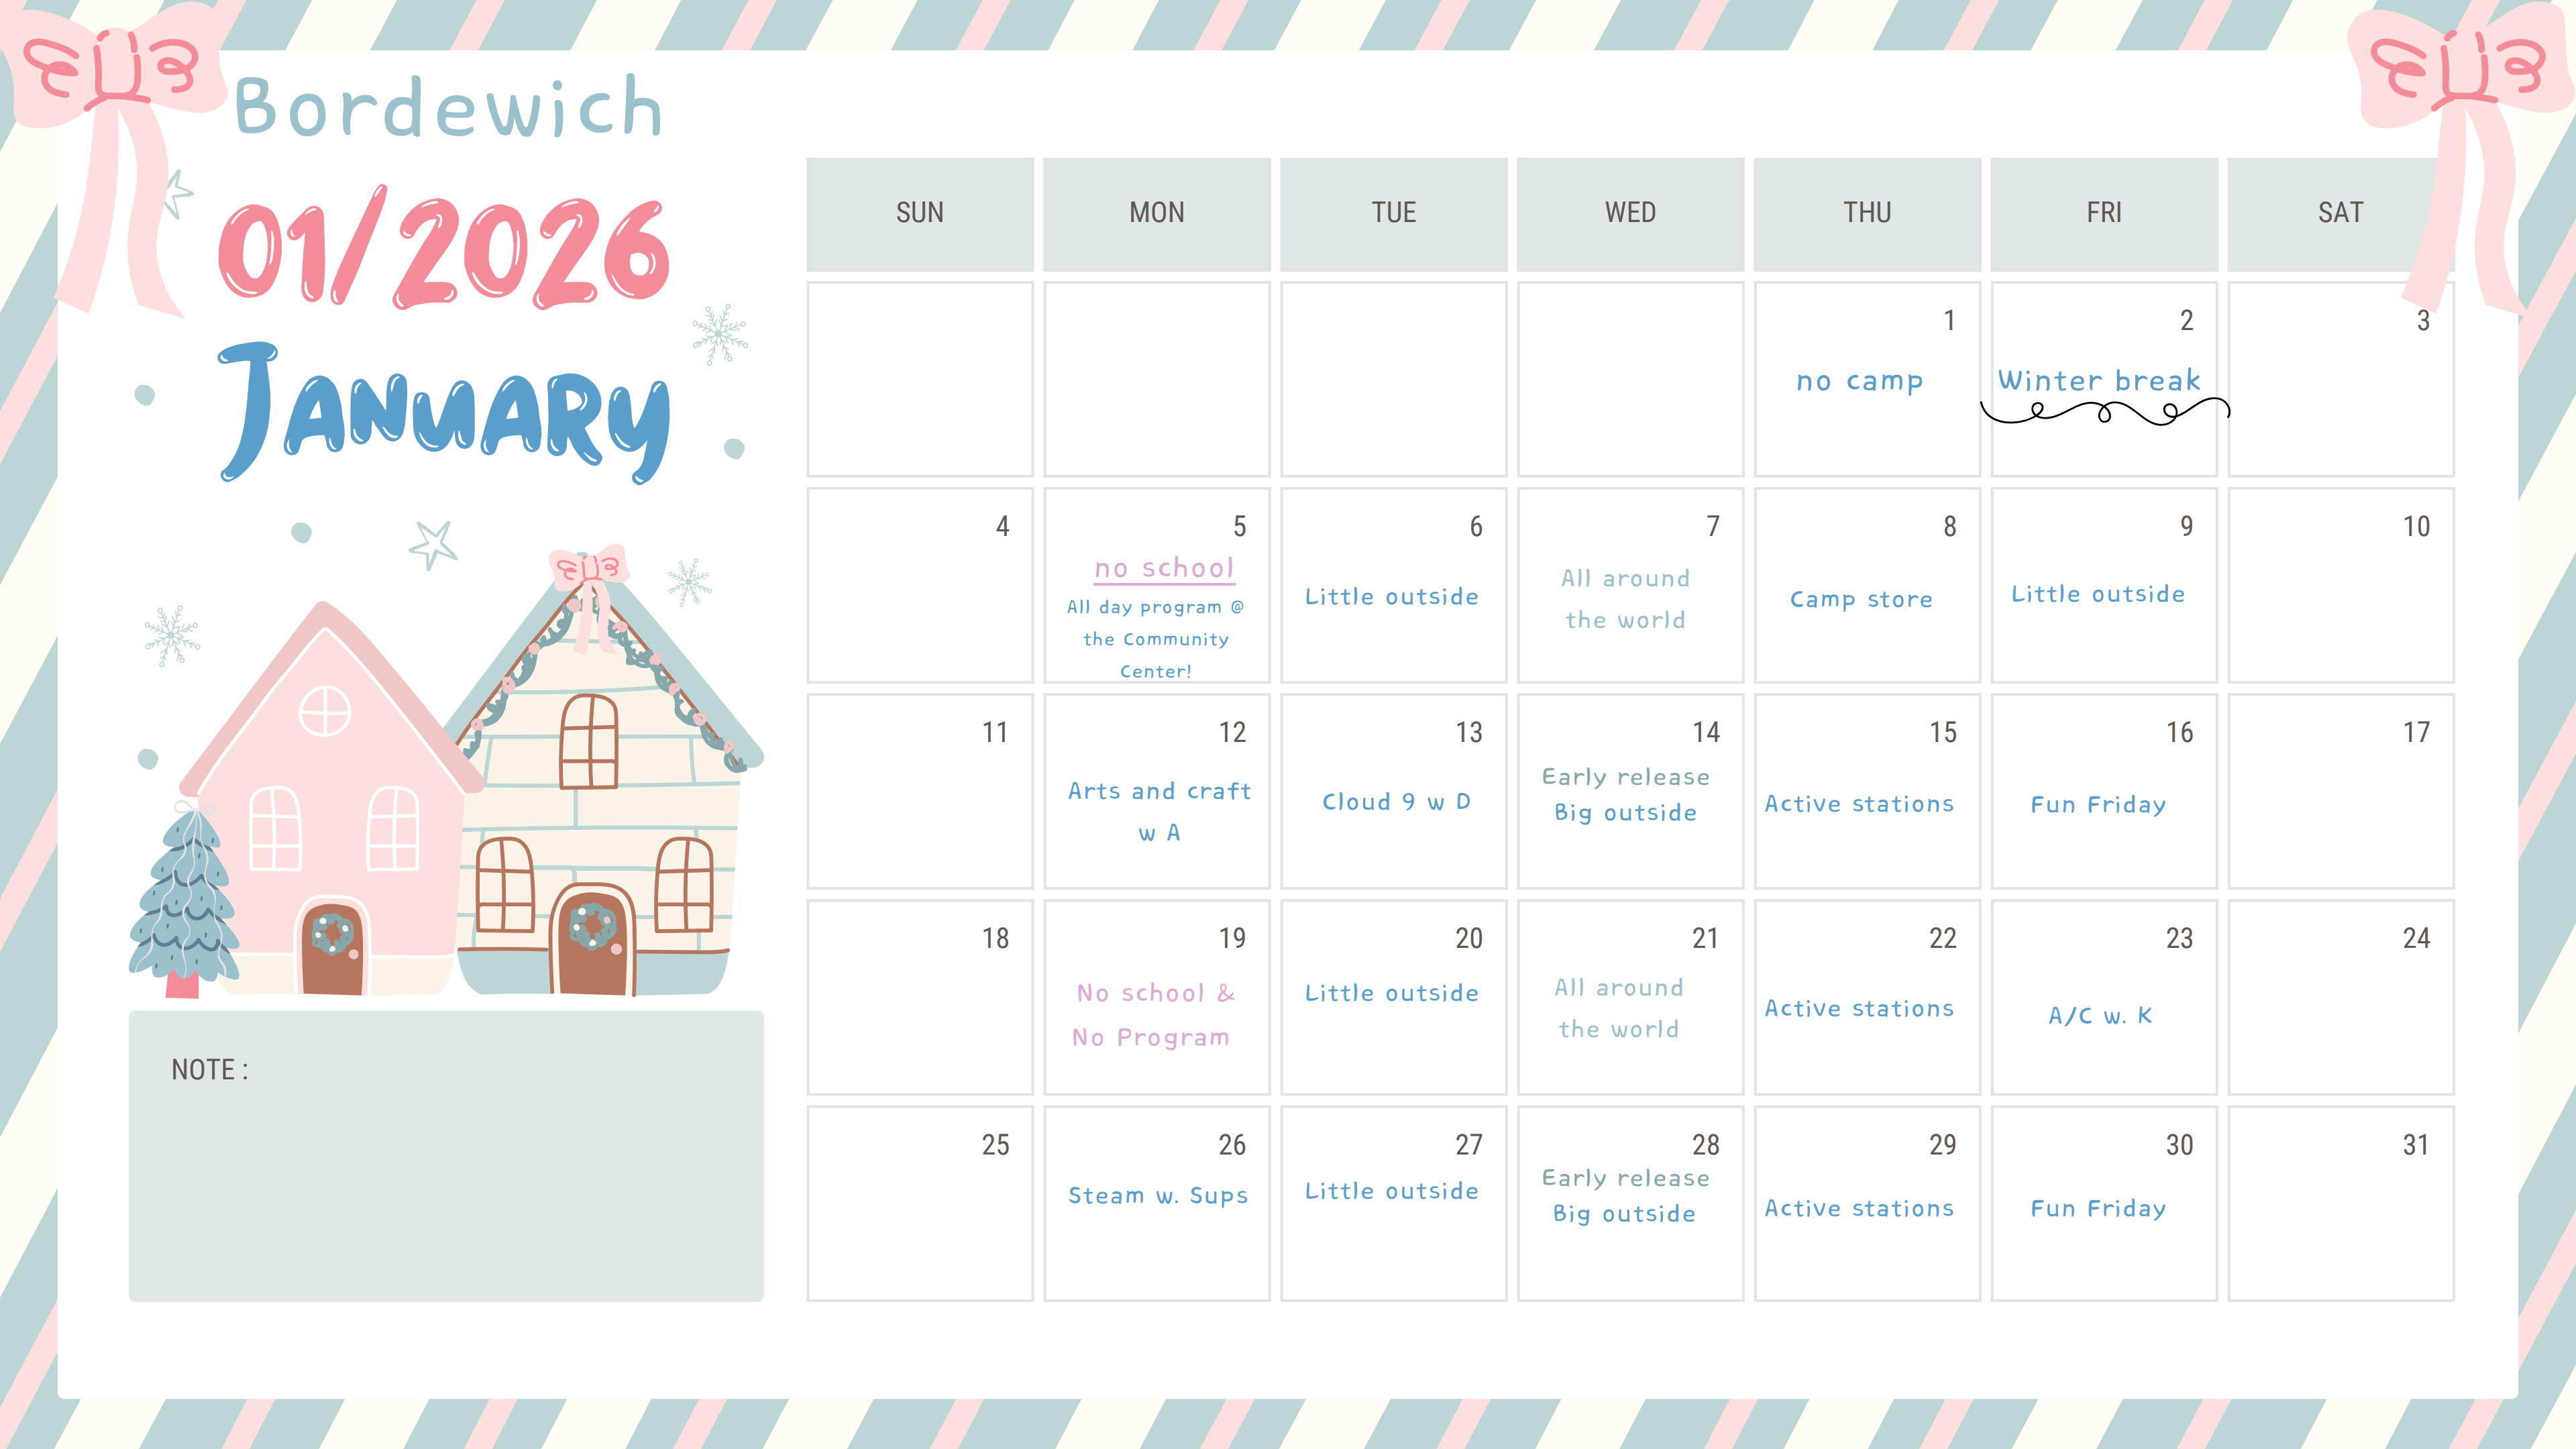 Bordewich
01/2026
January
SUN MON TUE WED THU FRI SAT
1 2 3
no camp Winter break
4 5 6 7 8 9 10
no school
All day program @
the Community
Center!
Little outside
All around
the world
Camp store
Little outside
11 12 13 14 15 16 17
Arts and craft
w A
Cloud 9 w D
Early release
Big outside
Active stations
Fun Friday
18 19 20 21 22 23 24
No school &
No Program
Little outside
All around
the world
Active stations
A/C w. K
25 26 27 28 29 30 31
Steam w. Sups
Little outside
Early release
Big outside
Active stations
Fun Friday
NOTE :